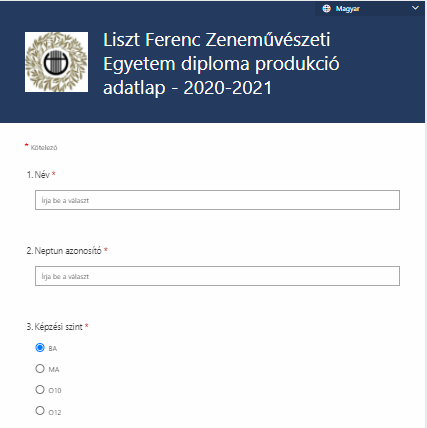 Magyar
Liszt Ferenc Zeneművészeti
Egyetem diploma produkció
adatlap - 2020-2021
* Kötelező
1. Név *
Írja be a választ
2. Neptun azonosító *
Írja be a választ
3. Képzési szint *
BA
MA
O10
O12